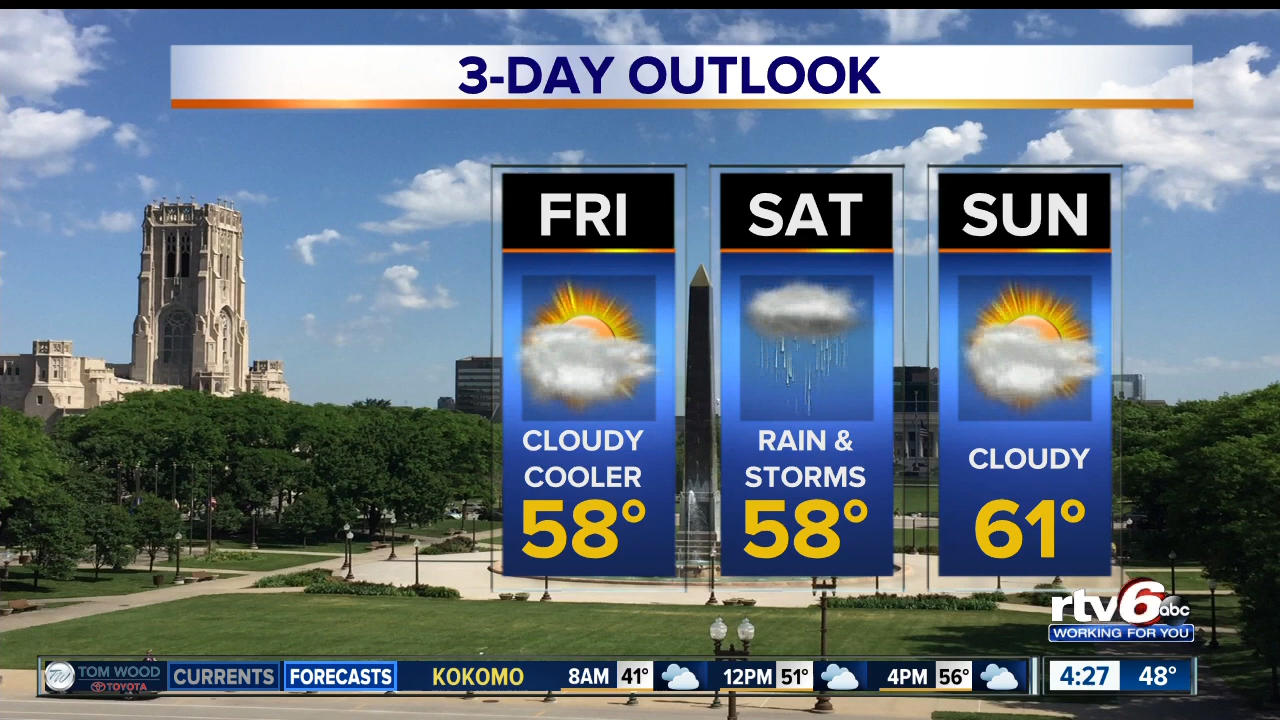 3-DAY OUTLOOK
FRI
CLOUDY
COOLER
58°
SAT
RAIN &
STORMS
58°
SUN
CLOUDY
61°
rtv6 abc
WORKING FOR YOU
TW TOM WOOD
TOYOTA
CURRENTS FORECASTS KOKOMO 8AM 41° 12PM 51° 4PM 56° 4:27 48°